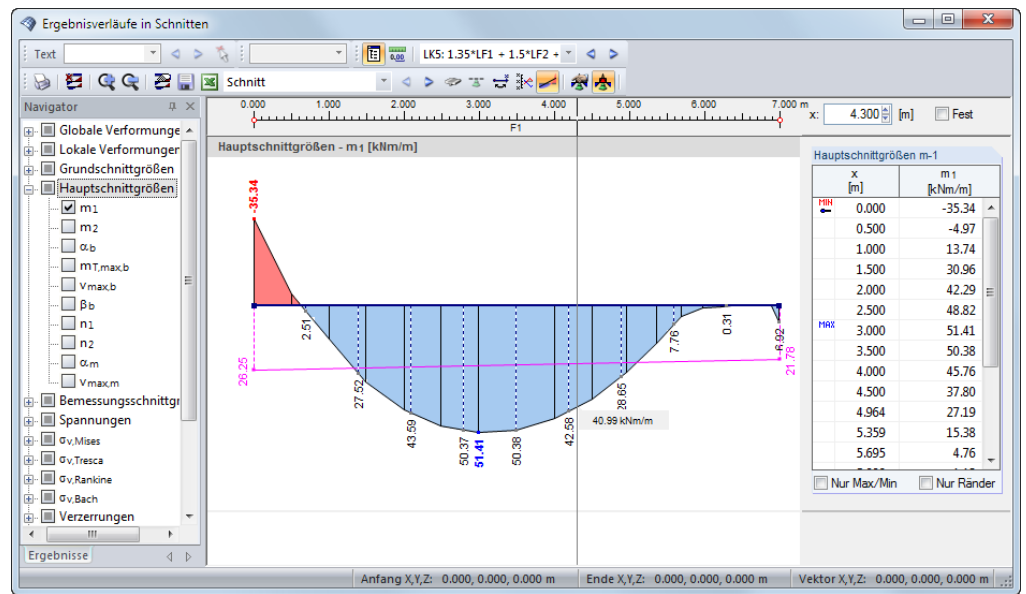 Ergebnisverläufe in Schnitten
Text
0,00
LK5: 1.35*LF1 + 1.5*LF2 +
Schnitt
Navigator
Globale Verformunge
Lokale Verformunger
Grundschnittgrößen
Hauptschnittgrößen
m1
m2
αb
mT,max,b
vmax,b
βb
n1
n2
αm
vmax,m
Bemessungsschnittgr
Spannungen
σv,Mises
σv,Tresca
σv,Rankine
σv,Bach
Verzerrungen
Ergebnisse
0.000 1.000 2.000 3.000 4.000 5.000 6.000 7.000 m
F1
Hauptschnittgrößen - m1 [kNm/m]
-35.34
26.25
2.51
27.52
43.59
50.37
51.41
50.38
42.58
28.65
7.76
0.31
6.92
21.78
40.99 kNm/m
x: 4.300 [m] Fest
Hauptschnittgrößen m-1
x m1
[m] [kNm/m]
MIN 0.000 -35.34
0.500 -4.97
1.000 13.74
1.500 30.96
2.000 42.29
2.500 48.82
MAX 3.000 51.41
3.500 50.38
4.000 45.76
4.500 37.80
4.964 27.19
5.359 15.38
5.695 4.76
Nur Max/Min Nur Ränder
Anfang X,Y,Z: 0.000, 0.000, 0.000 m Ende X,Y,Z: 0.000, 0.000, 0.000 m Vektor X,Y,Z: 0.000, 0.000, 0.000 m